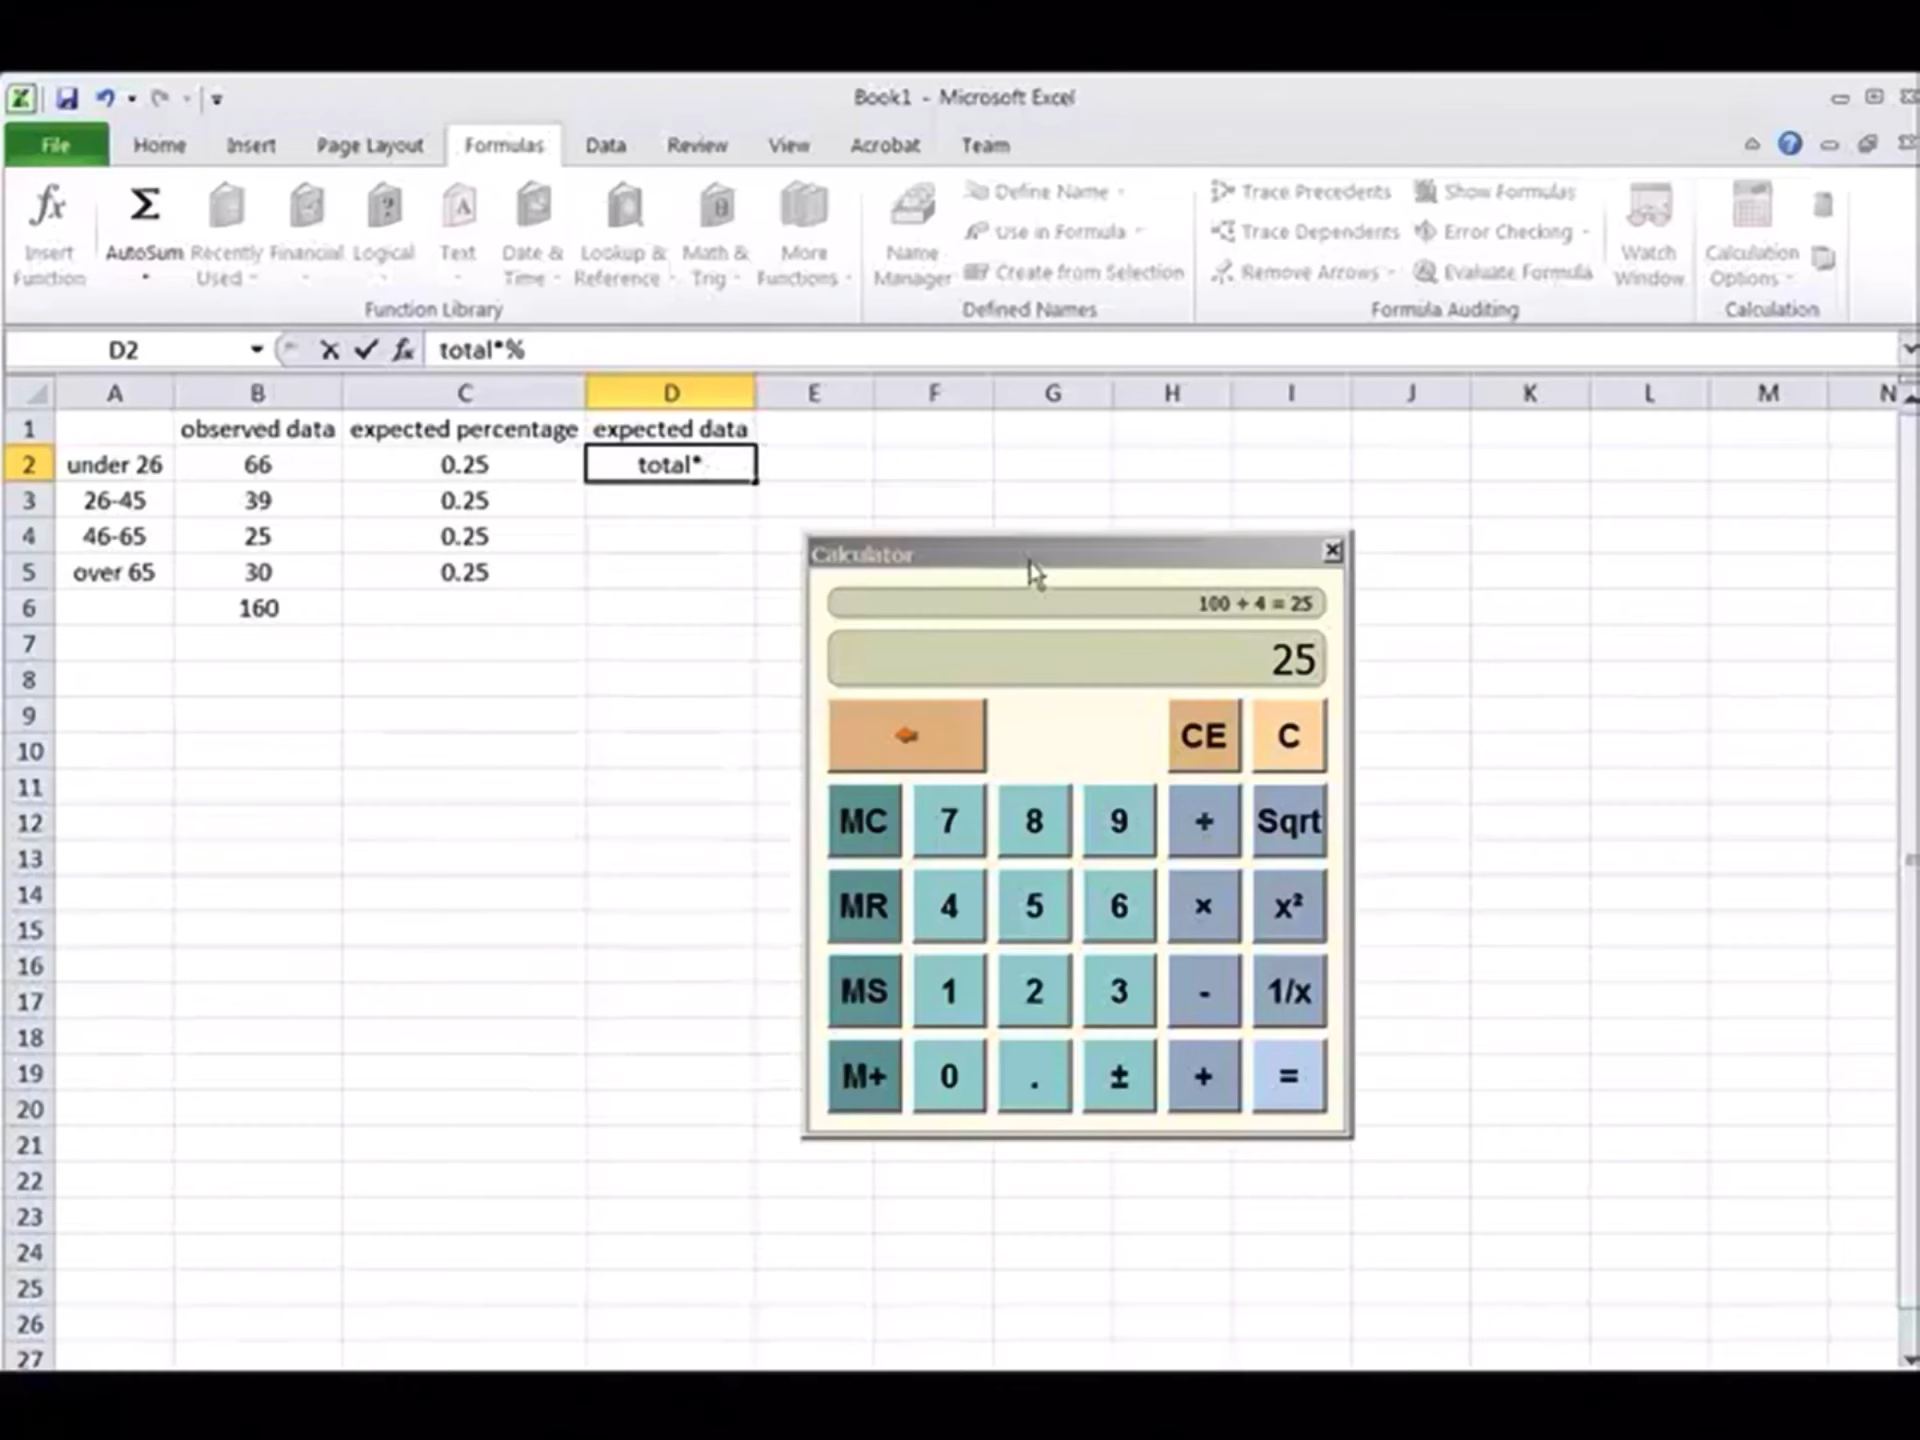 Book1 - Microsoft Excel
File Home Insert Page Layout Formulas Data Review View Acrobat Team
fx Σ Define Name Trace Precedents Show Formulas
Use in Formula Trace Dependents Error Checking
Insert Function AutoSum Recently Used Financial Logical Text Date & Time Lookup & Reference Math & Trig More Functions Name Manager Create from Selection Remove Arrows Evaluate Formula Watch Window Calculation Options
Function Library Defined Names Formula Auditing Calculation
D2 fx total*%
A B C D E F G H I J K L M N
1 observed data expected percentage expected data
2 under 26 66 0.25 total*
3 26-45 39 0.25
4 46-65 25 0.25
5 over 65 30 0.25
6 160
7
8
9
10
11
12
13
14
15
16
17
18
19
20
21
22
23
24
25
26
27
Calculator
100 ÷ 4 = 25
25
CE C
MC 7 8 9 ÷ Sqrt
MR 4 5 6 × x²
MS 1 2 3 - 1/x
M+ 0 . ± + =